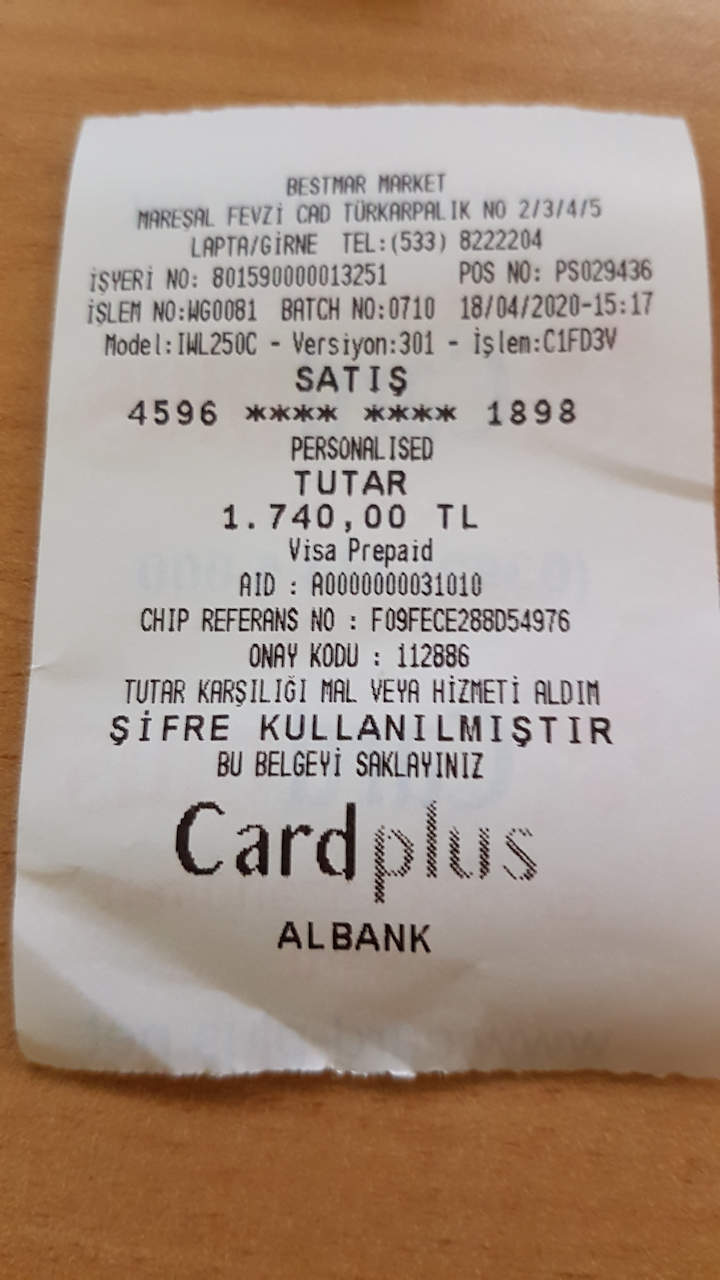 BESTMAR MARKET
MAREŞAL FEVZİ CAD TÜRKARPALIK NO 2/3/4/5
LAPTA/GİRNE TEL:(533) 8222204
İŞYERİ NO: 801590000013251 POS NO: PS029436
İŞLEM NO:WG0081 BATCH NO:0710 18/04/2020-15:17
Model:IWL250C - Versiyon:301 - İşlem:C1FD3V
SATIŞ
4596 **** **** 1898
PERSONALISED
TUTAR
1.740,00 TL
Visa Prepaid
AID : A0000000031010
CHIP REFERANS NO : F09FECE288D54976
ONAY KODU : 112886
TUTAR KARŞILIĞI MAL VEYA HİZMETİ ALDIM
ŞİFRE KULLANILMIŞTIR
BU BELGEYİ SAKLAYINIZ
Cardplus
ALBANK